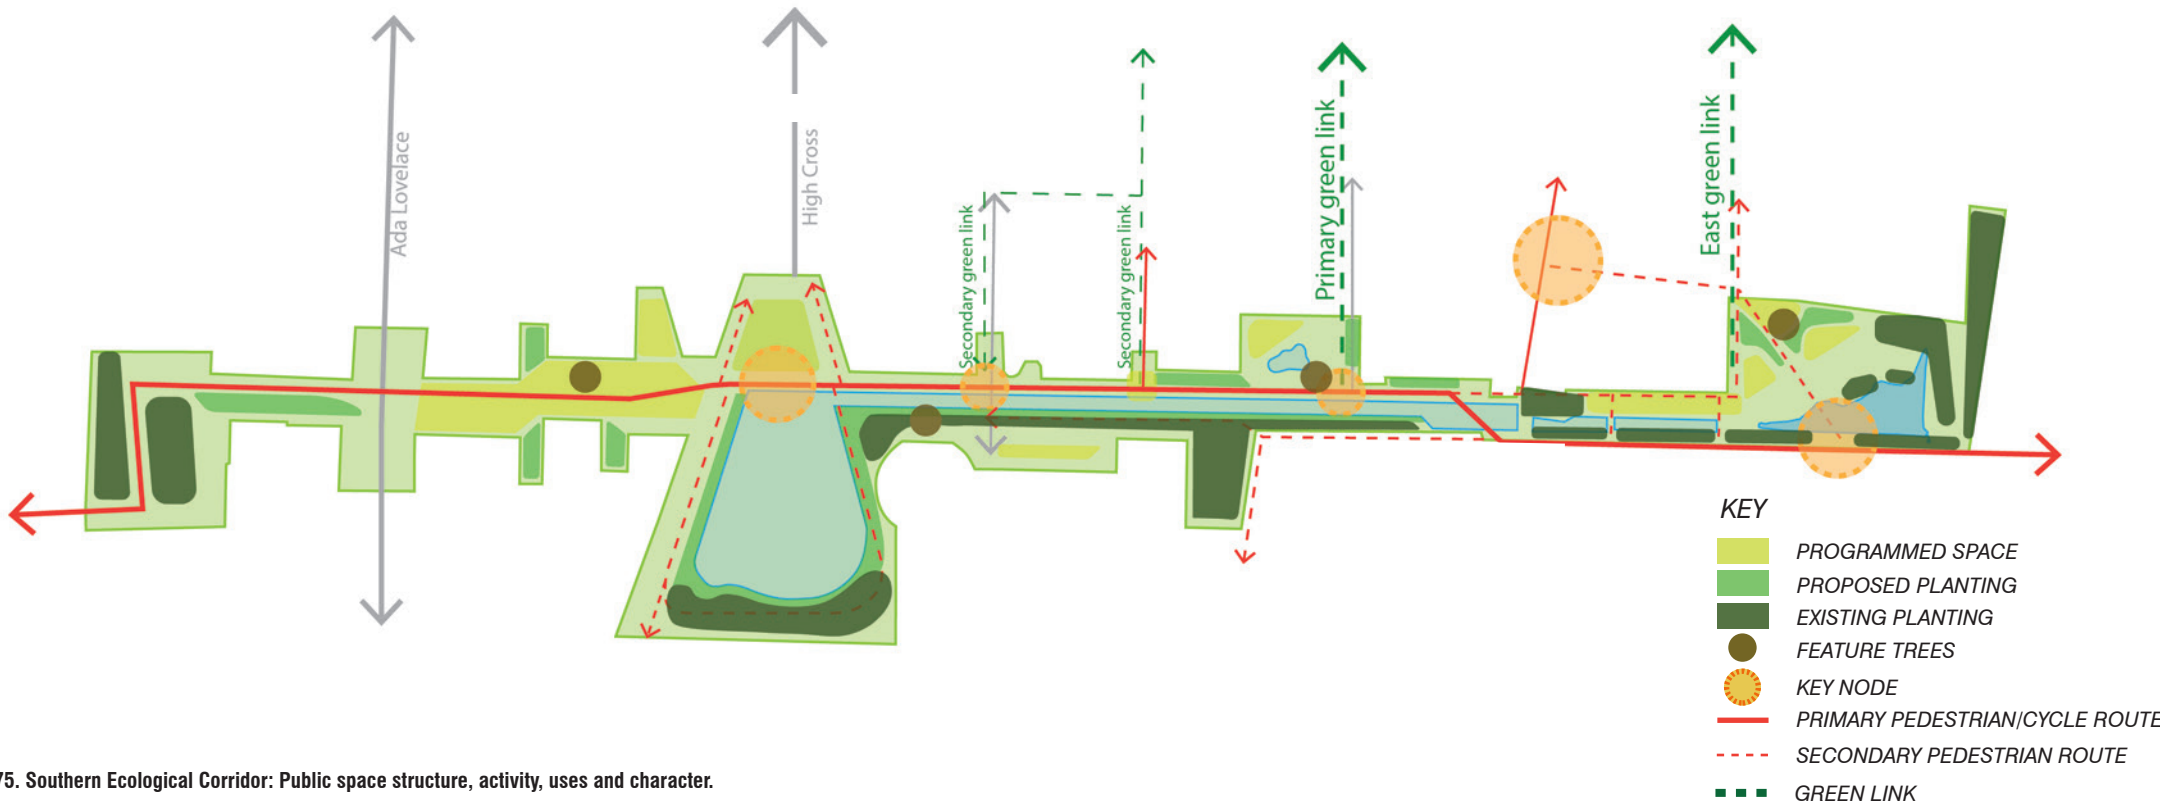 Ada Lovelace
High Cross
Secondary green link
Secondary green link
Primary green link
East green link
KEY
PROGRAMMED SPACE
PROPOSED PLANTING
EXISTING PLANTING
FEATURE TREES
KEY NODE
PRIMARY PEDESTRIAN/CYCLE ROUTE
SECONDARY PEDESTRIAN ROUTE
GREEN LINK
75. Southern Ecological Corridor: Public space structure, activity, uses and character.